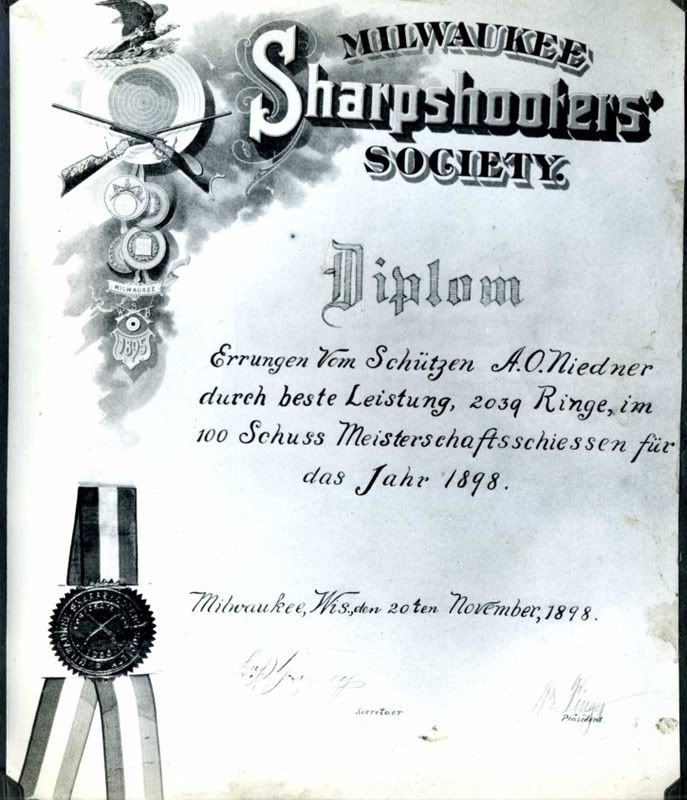 MILWAUKEE
Sharpshooters'
SOCIETY.
MILWAUKEE
1895
Diplom
Errungen Vom Schützen A.O. Niedner
durch beste Leistung, 2039 Ringe, im
100 Schuss Meisterschaftsschiessen für
das Jahr 1898.
Milwaukee, Wis., den 20ten November, 1898.
Secretaer
Präsident